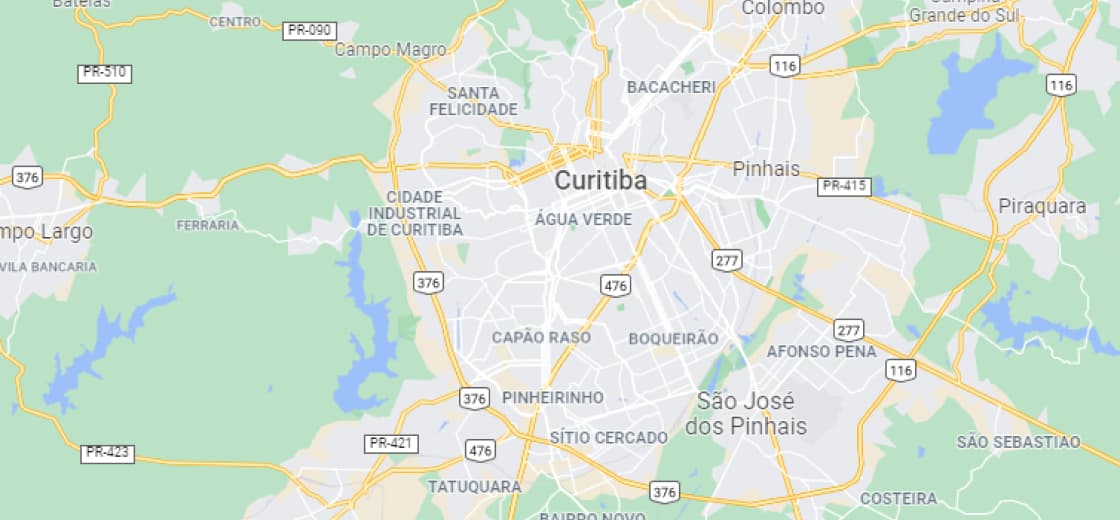 Bateias
CENTRO
PR-090
Colombo
Campina
Grande do Sul
Campo Magro
PR-510
116
116
SANTA
FELICIDADE
BACACHERI
376
Curitiba
Pinhais
PR-415
CIDADE
INDUSTRIAL
DE CURITIBA
ÁGUA VERDE
Piraquara
mpo Largo
FERRARIA
VILA BANCARIA
277
376
476
277
CAPÃO RASO
BOQUEIRÃO
AFONSO PENA
116
376
PINHEIRINHO
São José
dos Pinhais
PR-421
476
SÍTIO CERCADO
SÃO SEBASTIAO
PR-423
TATUQUARA
376
COSTEIRA
BAIRRO NOVO